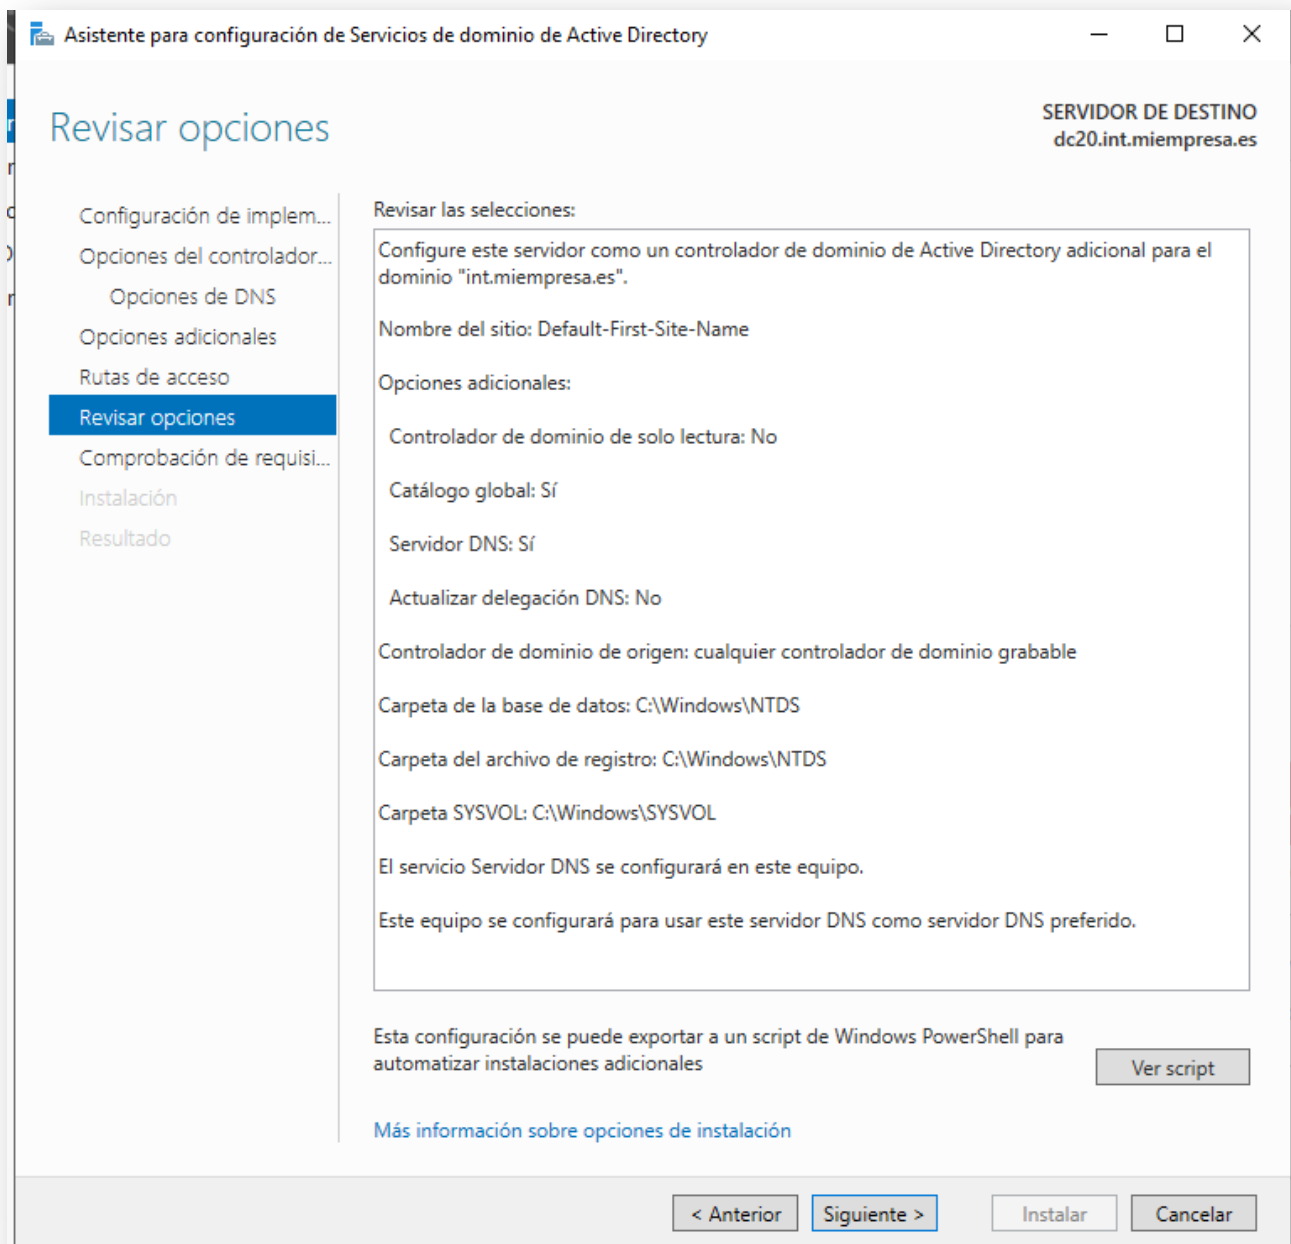 Asistente para configuración de Servicios de dominio de Active Directory
Revisar opciones
SERVIDOR DE DESTINO
dc20.int.miempresa.es
Configuración de implem...
Opciones del controlador...
Opciones de DNS
Opciones adicionales
Rutas de acceso
Revisar opciones
Comprobación de requisi...
Instalación
Resultado
Revisar las selecciones:
Configure este servidor como un controlador de dominio de Active Directory adicional para el
dominio "int.miempresa.es".
Nombre del sitio: Default-First-Site-Name
Opciones adicionales:
Controlador de dominio de solo lectura: No
Catálogo global: Sí
Servidor DNS: Sí
Actualizar delegación DNS: No
Controlador de dominio de origen: cualquier controlador de dominio grabable
Carpeta de la base de datos: C:\Windows\NTDS
Carpeta del archivo de registro: C:\Windows\NTDS
Carpeta SYSVOL: C:\Windows\SYSVOL
El servicio Servidor DNS se configurará en este equipo.
Este equipo se configurará para usar este servidor DNS como servidor DNS preferido.
Esta configuración se puede exportar a un script de Windows PowerShell para
automatizar instalaciones adicionales
Ver script
Más información sobre opciones de instalación
< Anterior
Siguiente >
Instalar
Cancelar